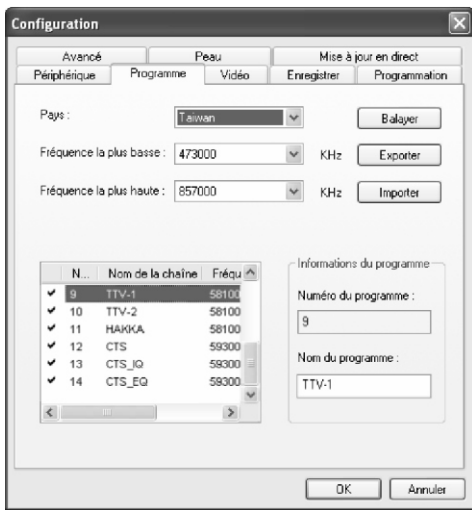 Configuration
Avancé Peau Mise à jour en direct
Périphérique Programme Vidéo Enregistrer Programmation
Pays : Taiwan Balayer
Fréquence la plus basse : 473000 KHz Exporter
Fréquence la plus haute : 857000 KHz Importer
N... Nom de la chaîne Fréqu
9 TTV-1 58100
10 TTV-2 58100
11 HAKKA 58100
12 CTS 59300
13 CTS_IQ 59300
14 CTS_EQ 59300
Informations du programme
Numéro du programme :
9
Nom du programme :
TTV-1
OK Annuler